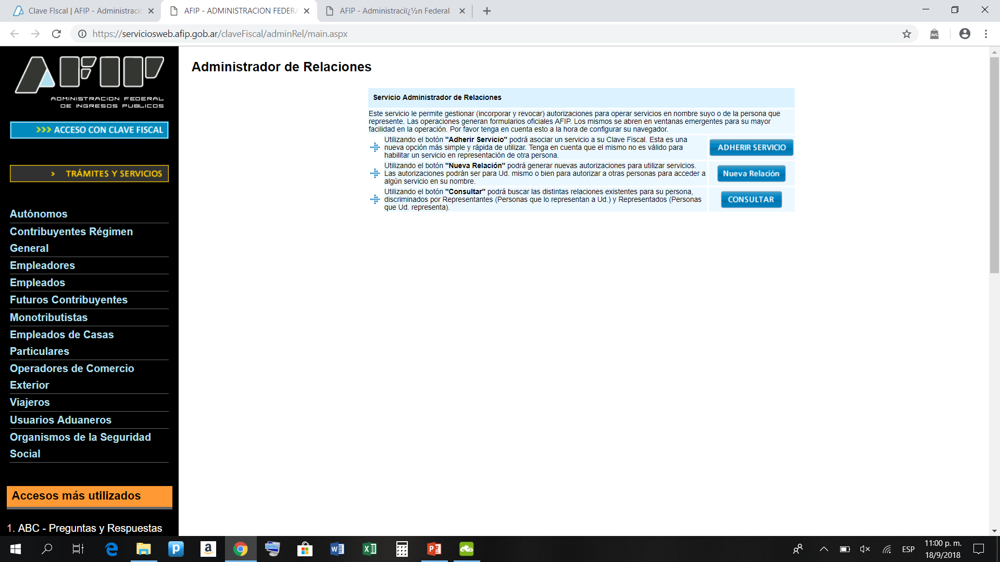 Clave FIscal | AFIP - Administraci
AFIP - ADMINISTRACION FEDERA
AFIP - Administraciï¿½n Federal
https://serviciosweb.afip.gob.ar/claveFiscal/adminRel/main.aspx
AVG
AFIP
ADMINISTRACION FEDERAL
DE INGRESOS PUBLICOS
>>> ACCESO CON CLAVE FISCAL
› TRÁMITES Y SERVICIOS
Autónomos
Contribuyentes Régimen
General
Empleadores
Empleados
Futuros Contribuyentes
Monotributistas
Empleados de Casas
Particulares
Operadores de Comercio
Exterior
Viajeros
Usuarios Aduaneros
Organismos de la Seguridad
Social
Accesos más utilizados
1. ABC - Preguntas y Respuestas
Administrador de Relaciones
Servicio Administrador de Relaciones
Este servicio le permite gestionar (incorporar y revocar) autorizaciones para operar servicios en nombre suyo o de la persona que
represente. Las operaciones generan formularios oficiales AFIP. Los mismos se abren en ventanas emergentes para su mayor
facilidad en la operación. Por favor tenga en cuenta esto a la hora de configurar su navegador.
Utilizando el botón "Adherir Servicio" podrá asociar un servicio a su Clave Fiscal. Esta es una
nueva opción más simple y rápida de utilizar. Tenga en cuenta que el mismo no es válido para
habilitar un servicio en representación de otra persona.
ADHERIR SERVICIO
Utilizando el botón "Nueva Relación" podrá generar nuevas autorizaciones para utilizar servicios.
Las autorizaciones podrán ser para Ud. mismo o bien para autorizar a otras personas para acceder a
algún servicio en su nombre.
Nueva Relación
Utilizando el botón "Consultar" podrá buscar las distintas relaciones existentes para su persona,
discriminados por Representantes (Personas que lo representan a Ud.) y Representados (Personas
que Ud. representa).
CONSULTAR
ESP
11:00 p. m.
18/9/2018